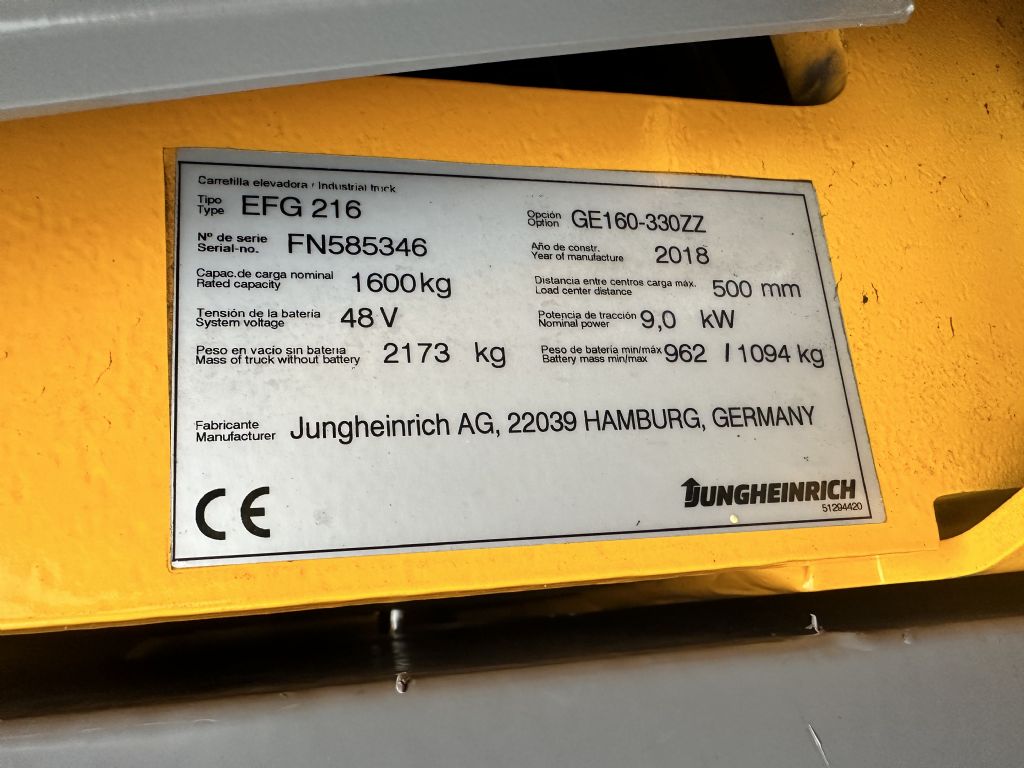 Carretilla elevadora / Industrial truck
Tipo
Type EFG 216
Opción
Option GE160-330ZZ
Nº de serie
Serial-no. FN585346
Año de constr.
Year of manufacture 2018
Capac.de carga nominal
Rated capacity 1600kg
Distancia entre centros carga máx.
Load center distance 500 mm
Tensión de la batería
System voltage 48 V
Potencia de tracción
Nominal power 9,0 kW
Peso en vacío sin batería
Mass of truck without battery 2173 kg
Peso de batería min/máx
Battery mass min/max 962 / 1094 kg
Fabricante
Manufacturer Jungheinrich AG, 22039 HAMBURG, GERMANY
CE
JUNGHEINRICH
51294420